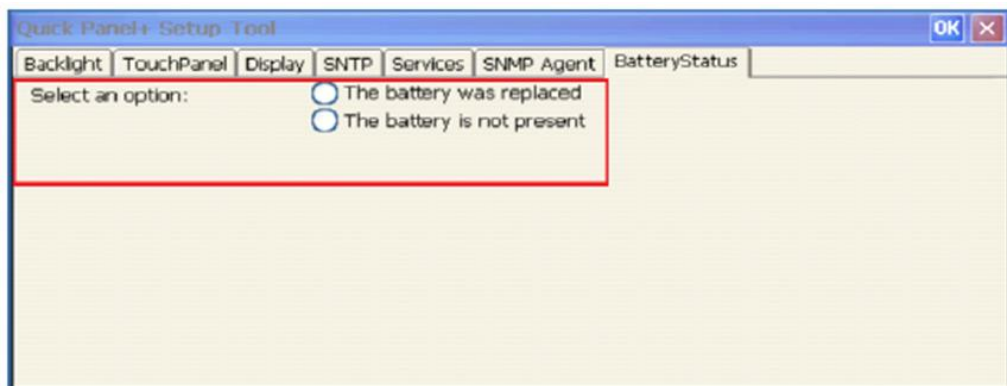 Quick Panel+ Setup Tool OK
Backlight TouchPanel Display SNTP Services SNMP Agent BatteryStatus
Select an option: The battery was replaced
The battery is not present